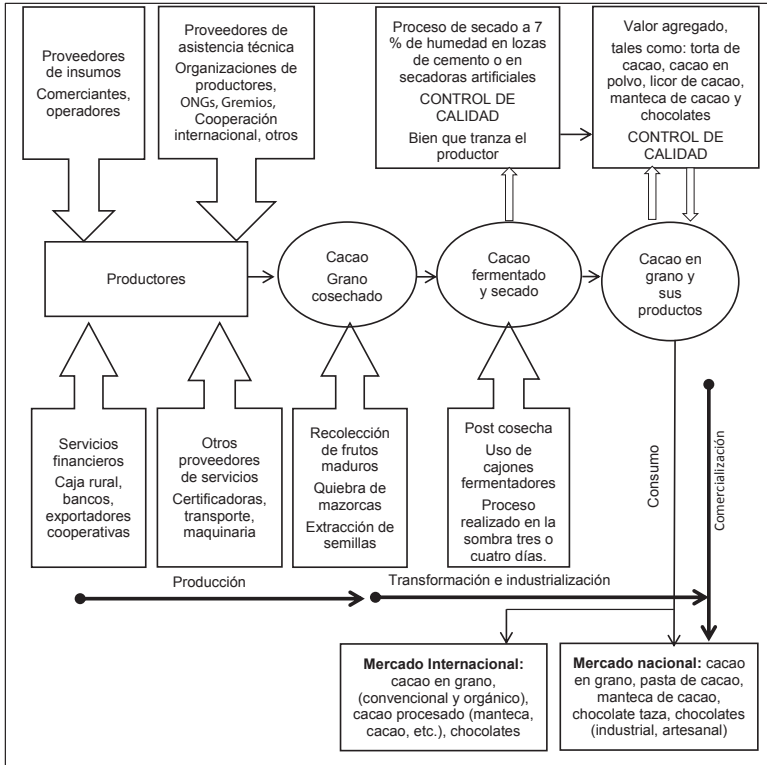 Proveedores
de insumos
Comerciantes,
operadores
Proveedores de
asistencia técnica
Organizaciones de
productores,
ONGs, Gremios,
Cooperación
internacional, otros
Proceso de secado a 7
% de humedad en lozas
de cemento o en
secadoras artificiales
CONTROL DE
CALIDAD
Bien que tranza el
productor
Valor agregado,
tales como: torta de
cacao, cacao en
polvo, licor de cacao,
manteca de cacao y
chocolates
CONTROL DE
CALIDAD
Productores
Cacao
Grano
cosechado
Cacao
fermentado
y secado
Cacao en
grano y
sus
productos
Servicios
financieros
Caja rural,
bancos,
exportadores
cooperativas
Otros
proveedores
de servicios
Certificadoras,
transporte,
maquinaria
Recolección
de frutos
maduros
Quiebra de
mazorcas
Extracción de
semillas
Post cosecha
Uso de
cajones
fermentadores
Proceso
realizado en la
sombra tres o
cuatro días.
Consumo
Comercialización
Producción
Transformación e industrialización
Mercado Internacional:
cacao en grano,
(convencional y orgánico),
cacao procesado (manteca,
cacao, etc.), chocolates
Mercado nacional: cacao
en grano, pasta de cacao,
manteca de cacao,
chocolate taza, chocolates
(industrial, artesanal)